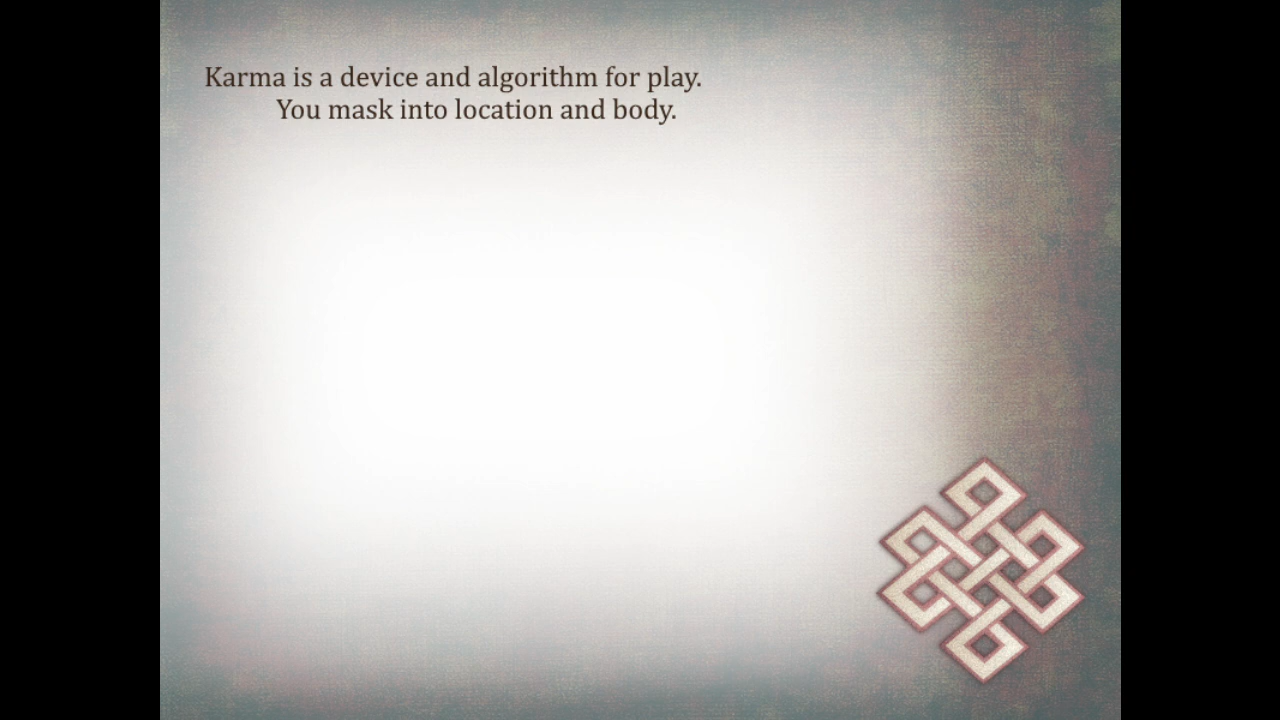 Karma is a device and algorithm for play.
You mask into location and body.